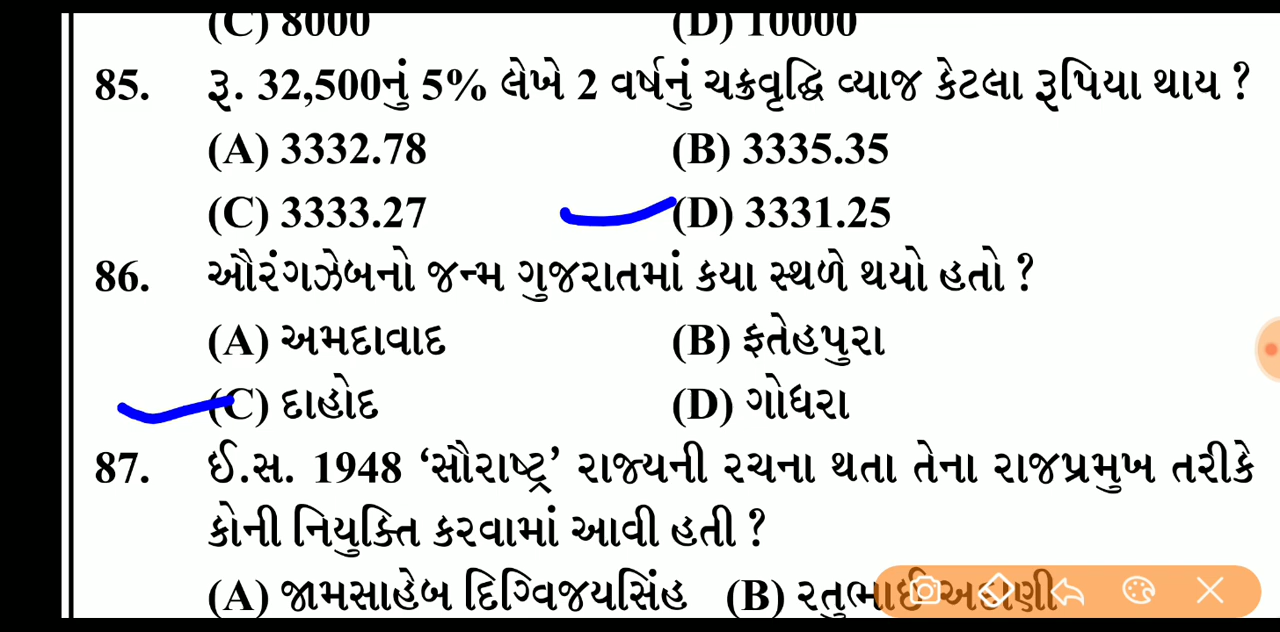 (C) 8000 (D) 10000
85. રૂ. 32,500નું 5% લેખે 2 વર્ષનું ચક્રવૃદ્ધિ વ્યાજ કેટલા રૂપિયા થાય ?
(A) 3332.78 (B) 3335.35
(C) 3333.27 (D) 3331.25
86. ઔરંગઝેબનો જન્મ ગુજરાતમાં કયા સ્થળે થયો હતો ?
(A) અમદાવાદ (B) ફતેહપુરા
(C) દાહોદ (D) ગોધરા
87. ઈ.સ. 1948 ‘સૌરાષ્ટ્ર’ રાજ્યની રચના થતા તેના રાજપ્રમુખ તરીકે
કોની નિયુક્તિ કરવામાં આવી હતી ?
(A) જામસાહેબ દિગ્વિજયસિંહ (B) રતુભાઈ અદાણી